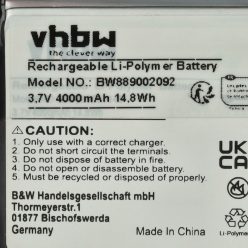 vhbw
the clever way
Rechargeable Li-Polymer Battery
Model NO.: BW889002092
3,7V 4000mAh 14,8Wh
CAUTION:
1. Only use with a correct charger.
2. Do not short circuit the terminals.
3. Do not dispose of battery in fire.
4. Do not disassemble battery.
5. Must be recycled or disposed of properly.
B&W Handelsgesellschaft mbH
Thormeyerstr.1
01877 Bischofswerda
Germany
UK
CA
Li-Polymer
Made In China